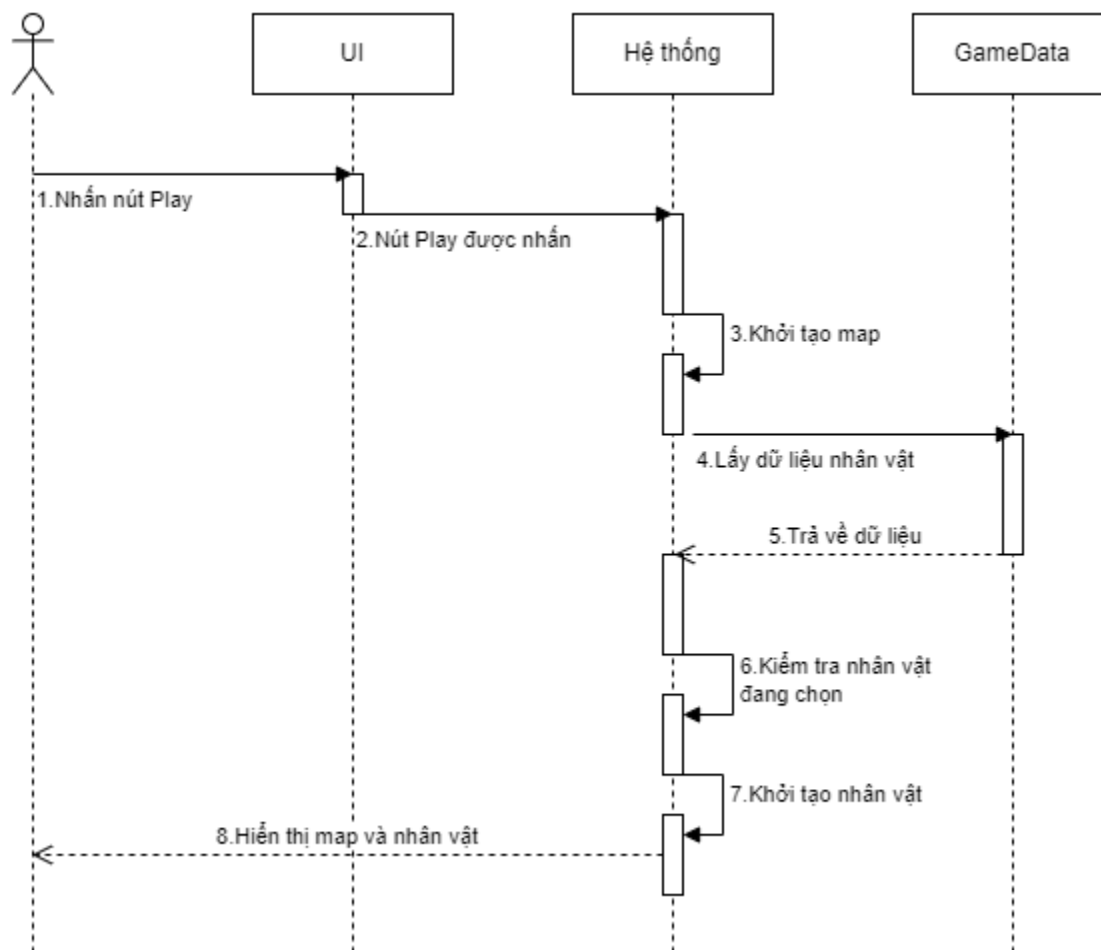 UI
Hệ thống
GameData
1.Nhấn nút Play
2.Nút Play được nhấn
3.Khởi tạo map
4.Lấy dữ liệu nhân vật
5.Trả về dữ liệu
6.Kiểm tra nhân vật
đang chọn
7.Khởi tạo nhân vật
8.Hiển thị map và nhân vật